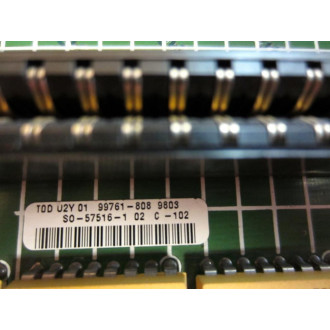 TOD U2Y 01 99761-808 9803
SO-57516-1 02 C -102